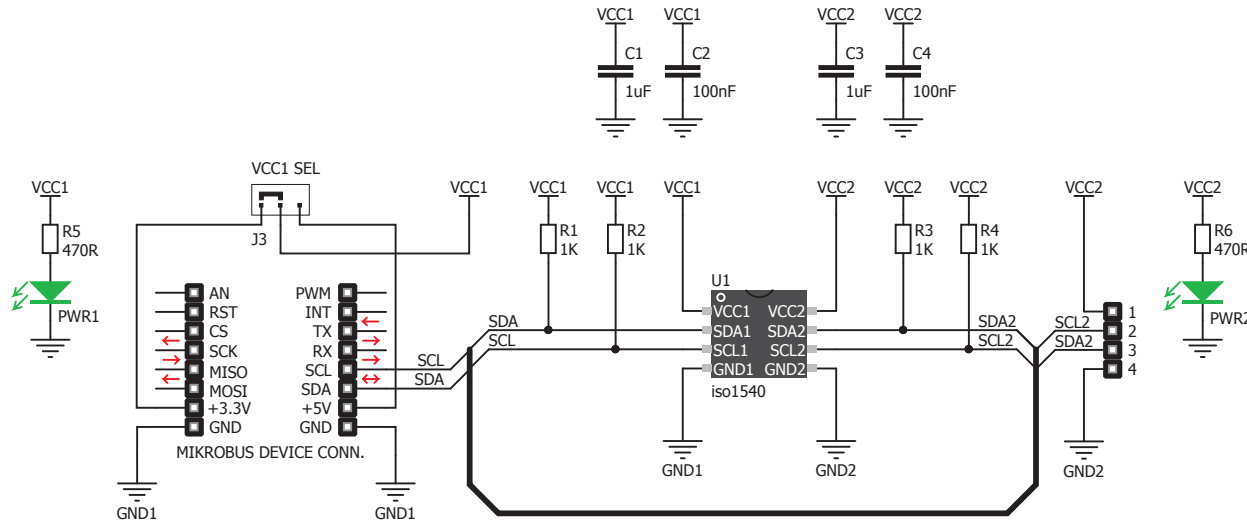 VCC1 VCC1 VCC2 VCC2
C1 C2 C3 C4
1uF 100nF 1uF 100nF
VCC1 SEL
VCC1 VCC1 VCC1 VCC1 VCC1 VCC2 VCC2 VCC2 VCC2 VCC2
R5 R1 R2 R3 R4 R6
470R 1K 1K 1K 1K 470R
J3
U1
AN PWM
RST INT
CS TX
SCK RX
MISO SCL
MOSI SDA
+3.3V +5V
GND GND
MIKROBUS DEVICE CONN.
PWR1
SCL
SDA
SDA
SCL
VCC1 VCC2
SDA1 SDA2
SCL1 SCL2
GND1 GND2
iso1540
SDA2
SCL2
SCL2
SDA2
1
2
3
4
PWR2
GND1 GND2 GND2
GND1 GND1